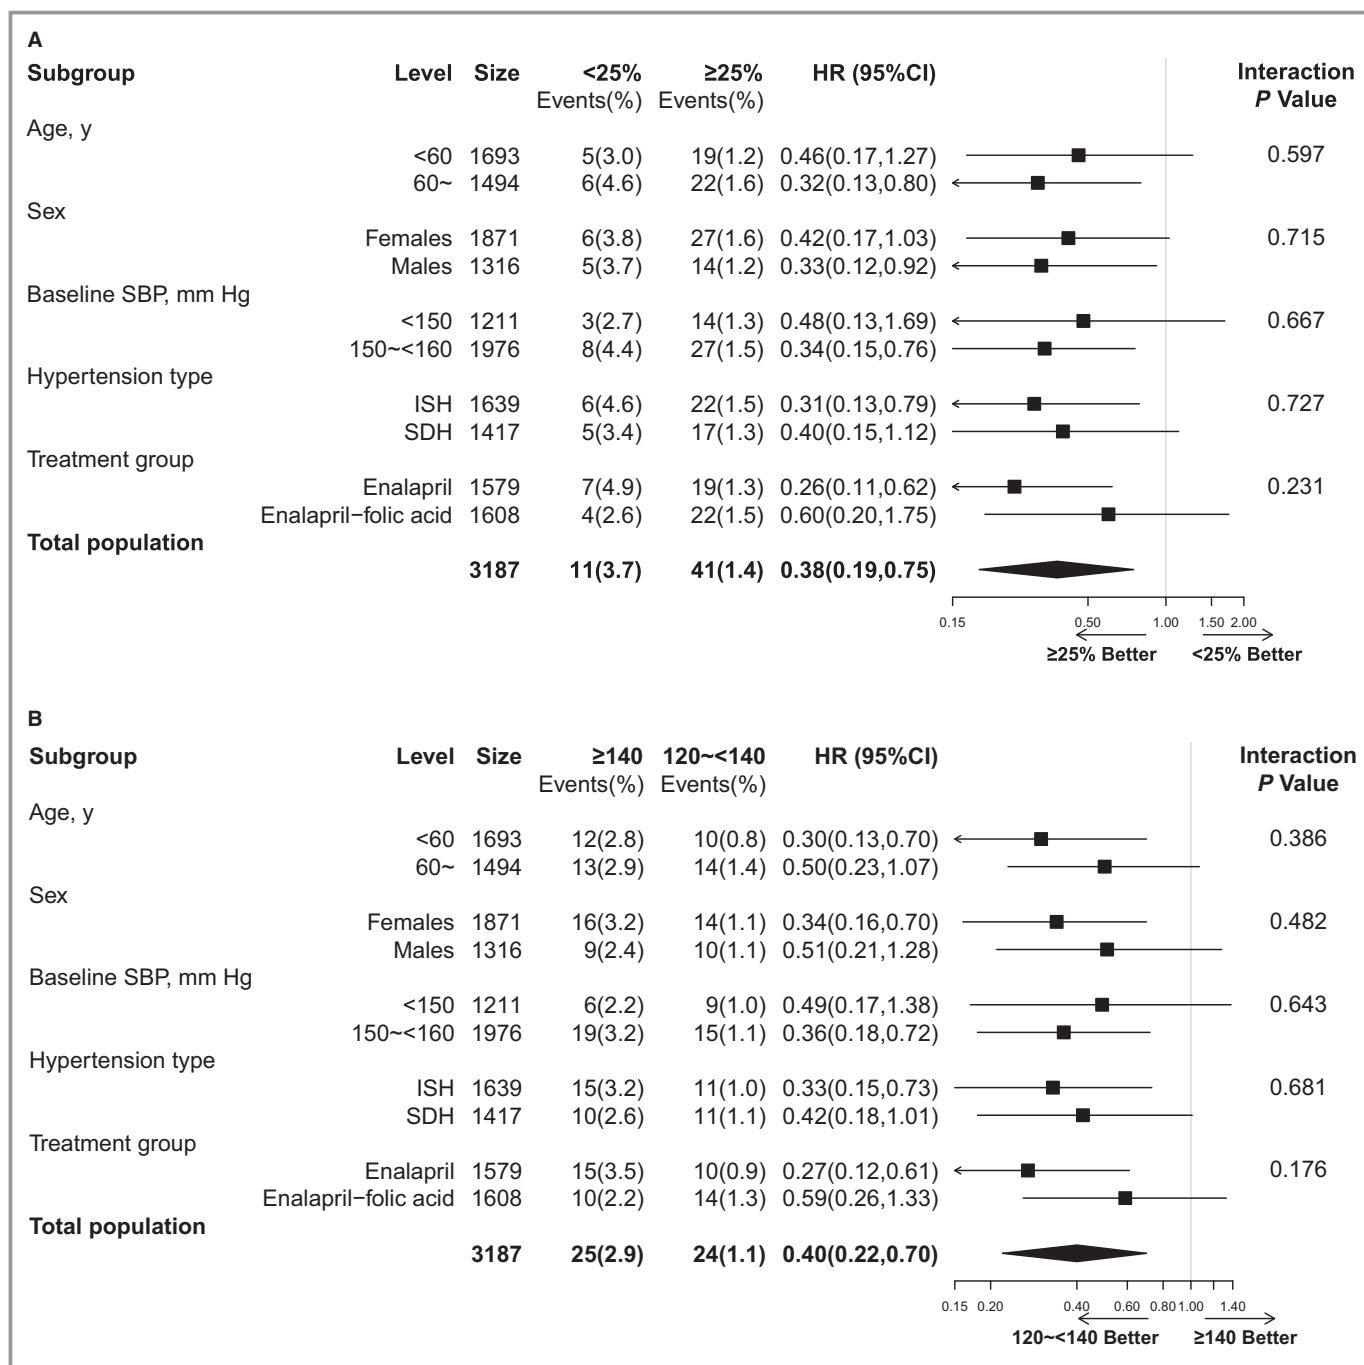 A
Subgroup Level Size <25% ≥25% HR (95%CI) Interaction
Events(%) Events(%) P Value
Age, y
<60 1693 5(3.0) 19(1.2) 0.46(0.17,1.27) 0.597
60~ 1494 6(4.6) 22(1.6) 0.32(0.13,0.80)
Sex
Females 1871 6(3.8) 27(1.6) 0.42(0.17,1.03) 0.715
Males 1316 5(3.7) 14(1.2) 0.33(0.12,0.92)
Baseline SBP, mm Hg
<150 1211 3(2.7) 14(1.3) 0.48(0.13,1.69) 0.667
150~<160 1976 8(4.4) 27(1.5) 0.34(0.15,0.76)
Hypertension type
ISH 1639 6(4.6) 22(1.5) 0.31(0.13,0.79) 0.727
SDH 1417 5(3.4) 17(1.3) 0.40(0.15,1.12)
Treatment group
Enalapril 1579 7(4.9) 19(1.3) 0.26(0.11,0.62) 0.231
Enalapril−folic acid 1608 4(2.6) 22(1.5) 0.60(0.20,1.75)
Total population
3187 11(3.7) 41(1.4) 0.38(0.19,0.75)
0.15 0.50 1.00 1.50 2.00
≥25% Better <25% Better
B
Subgroup Level Size ≥140 120~<140 HR (95%CI) Interaction
Events(%) Events(%) P Value
Age, y
<60 1693 12(2.8) 10(0.8) 0.30(0.13,0.70) 0.386
60~ 1494 13(2.9) 14(1.4) 0.50(0.23,1.07)
Sex
Females 1871 16(3.2) 14(1.1) 0.34(0.16,0.70) 0.482
Males 1316 9(2.4) 10(1.1) 0.51(0.21,1.28)
Baseline SBP, mm Hg
<150 1211 6(2.2) 9(1.0) 0.49(0.17,1.38) 0.643
150~<160 1976 19(3.2) 15(1.1) 0.36(0.18,0.72)
Hypertension type
ISH 1639 15(3.2) 11(1.0) 0.33(0.15,0.73) 0.681
SDH 1417 10(2.6) 11(1.1) 0.42(0.18,1.01)
Treatment group
Enalapril 1579 15(3.5) 10(0.9) 0.27(0.12,0.61) 0.176
Enalapril−folic acid 1608 10(2.2) 14(1.3) 0.59(0.26,1.33)
Total population
3187 25(2.9) 24(1.1) 0.40(0.22,0.70)
0.15 0.20 0.40 0.60 0.80 1.00 1.40
120~<140 Better ≥140 Better